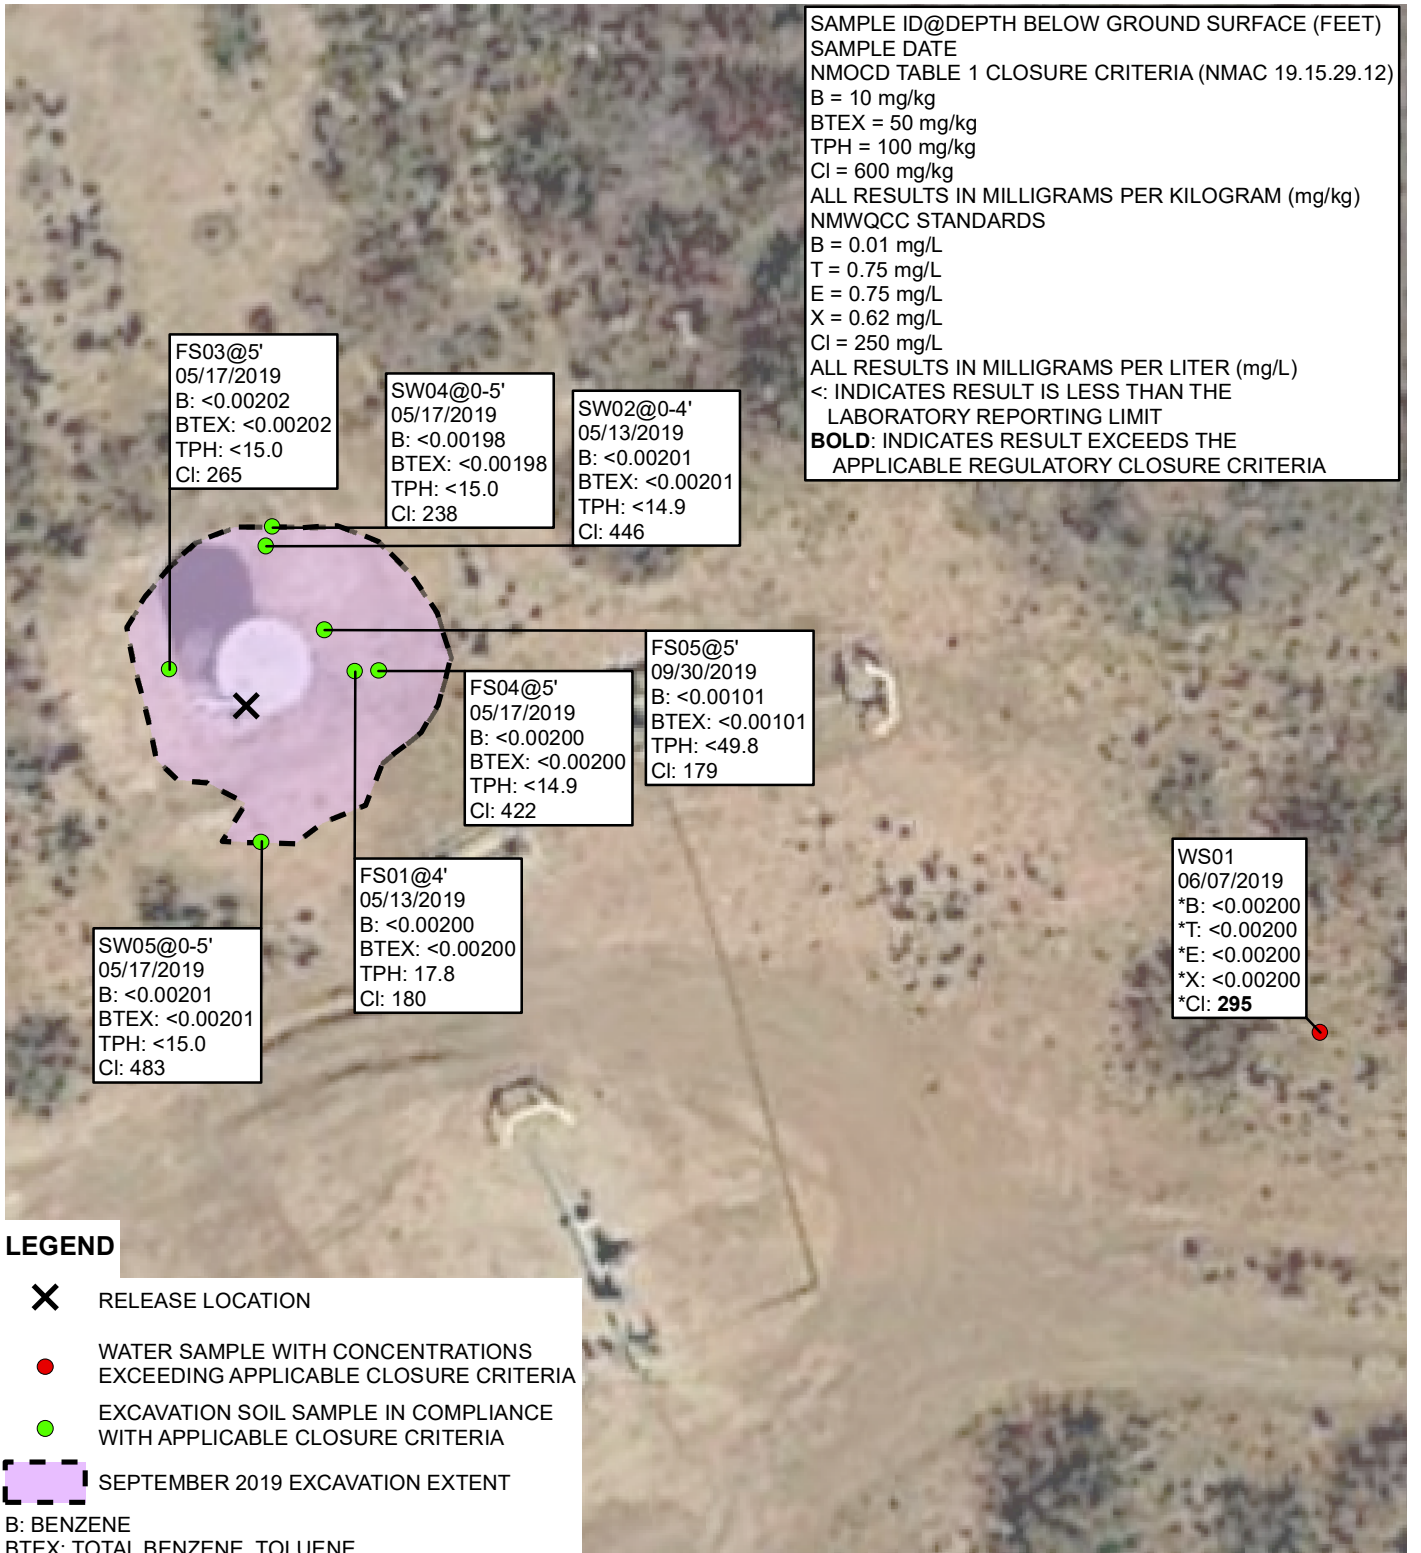 SAMPLE ID@DEPTH BELOW GROUND SURFACE (FEET)
SAMPLE DATE
NMOCD TABLE 1 CLOSURE CRITERIA (NMAC 19.15.29.12)
B = 10 mg/kg
BTEX = 50 mg/kg
TPH = 100 mg/kg
Cl = 600 mg/kg
ALL RESULTS IN MILLIGRAMS PER KILOGRAM (mg/kg)
NMWQCC STANDARDS
B = 0.01 mg/L
T = 0.75 mg/L
E = 0.75 mg/L
X = 0.62 mg/L
Cl = 250 mg/L
ALL RESULTS IN MILLIGRAMS PER LITER (mg/L)
<: INDICATES RESULT IS LESS THAN THE
LABORATORY REPORTING LIMIT
BOLD: INDICATES RESULT EXCEEDS THE
APPLICABLE REGULATORY CLOSURE CRITERIA
FS03@5'
05/17/2019
B: <0.00202
BTEX: <0.00202
TPH: <15.0
Cl: 265
SW04@0-5'
05/17/2019
B: <0.00198
BTEX: <0.00198
TPH: <15.0
Cl: 238
SW02@0-4'
05/13/2019
B: <0.00201
BTEX: <0.00201
TPH: <14.9
Cl: 446
FS05@5'
09/30/2019
B: <0.00101
BTEX: <0.00101
TPH: <49.8
Cl: 179
FS04@5'
05/17/2019
B: <0.00200
BTEX: <0.00200
TPH: <14.9
Cl: 422
FS01@4'
05/13/2019
B: <0.00200
BTEX: <0.00200
TPH: 17.8
Cl: 180
SW05@0-5'
05/17/2019
B: <0.00201
BTEX: <0.00201
TPH: <15.0
Cl: 483
WS01
06/07/2019
*B: <0.00200
*T: <0.00200
*E: <0.00200
*X: <0.00200
*Cl: 295
LEGEND
RELEASE LOCATION
WATER SAMPLE WITH CONCENTRATIONS
EXCEEDING APPLICABLE CLOSURE CRITERIA
EXCAVATION SOIL SAMPLE IN COMPLIANCE
WITH APPLICABLE CLOSURE CRITERIA
SEPTEMBER 2019 EXCAVATION EXTENT
B: BENZENE
BTEX: TOTAL BENZENE, TOLUENE,